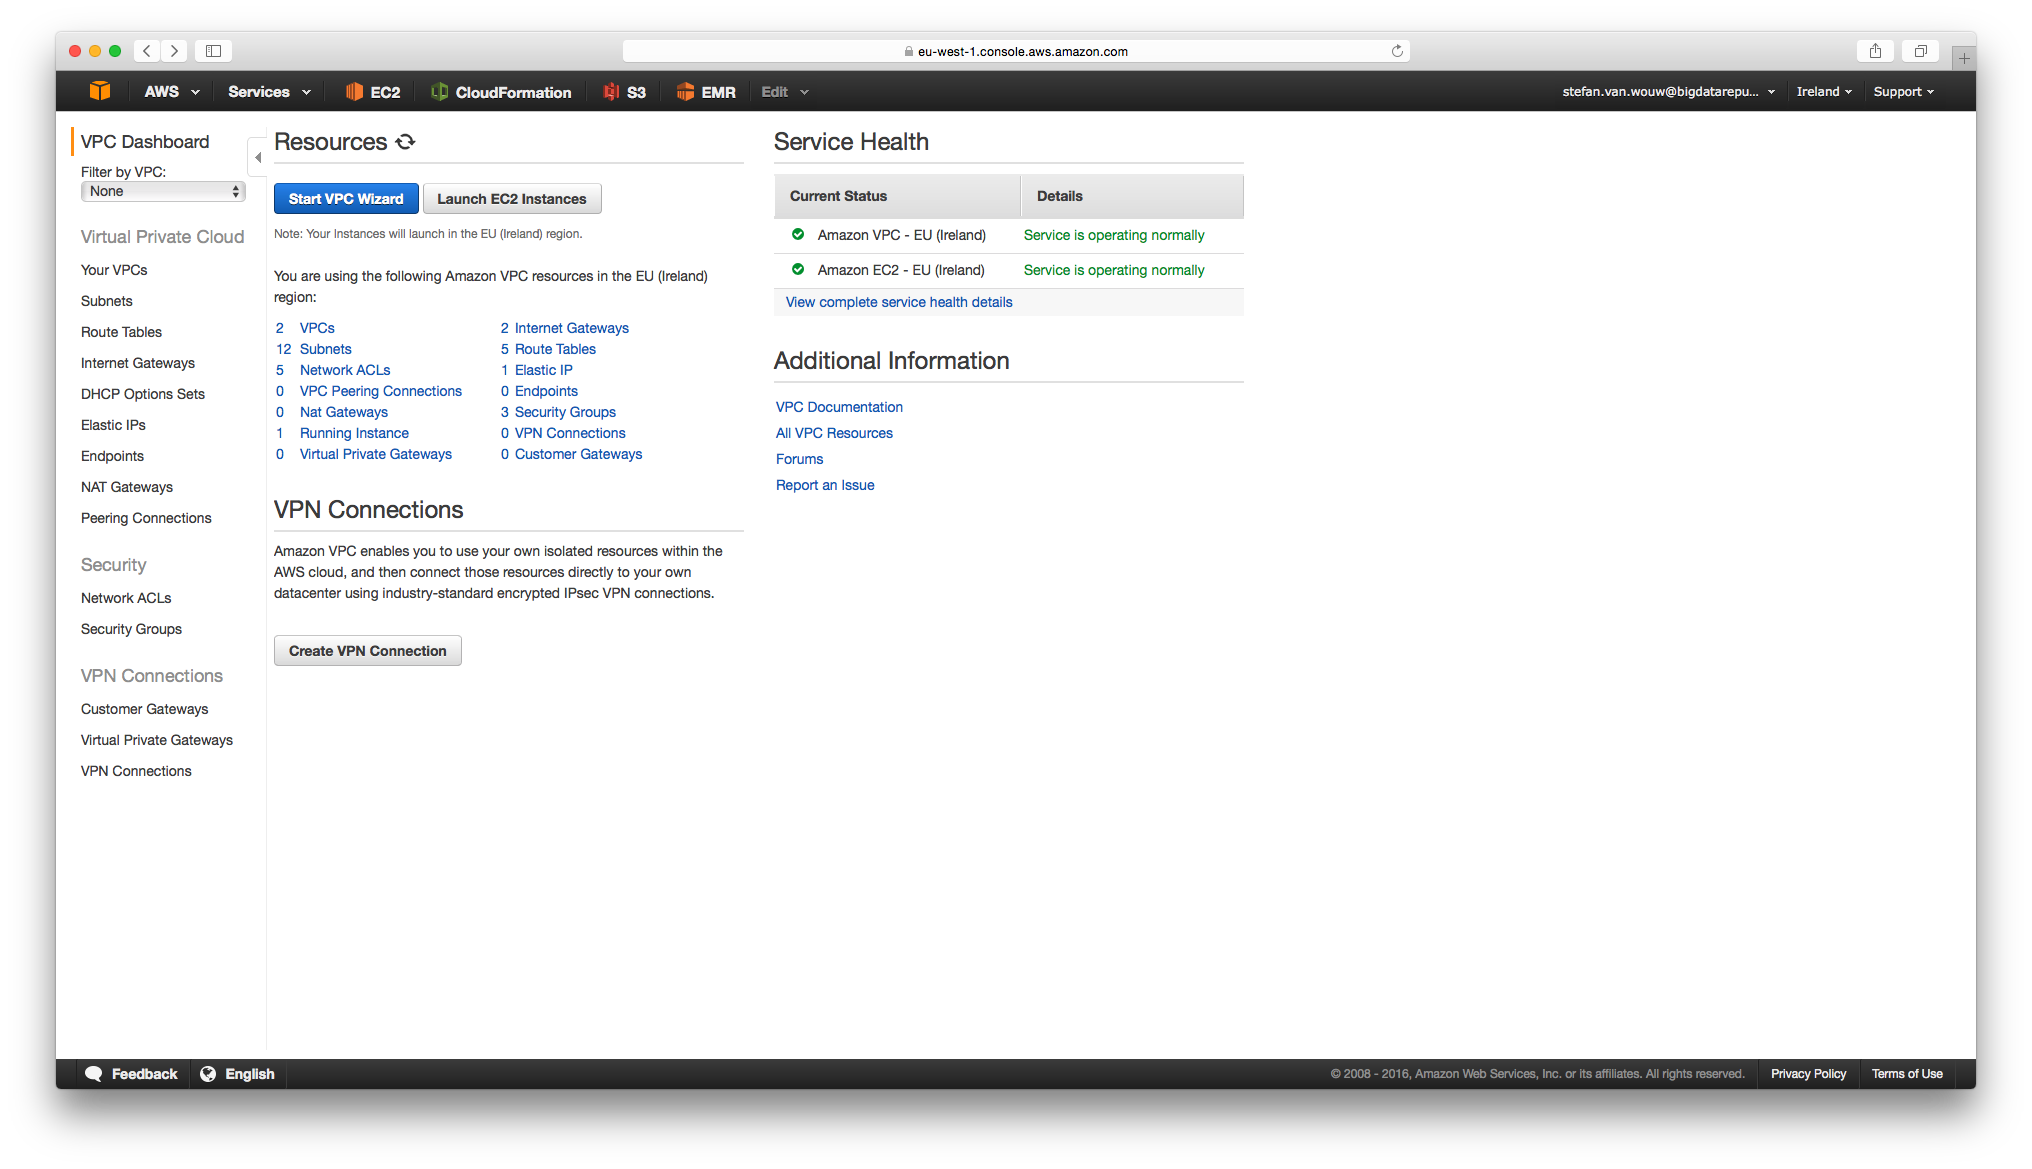 eu-west-1.console.aws.amazon.com
AWS Services EC2 CloudFormation S3 EMR Edit stefan.van.wouw@bigdatarepu... Ireland Support
VPC Dashboard
Filter by VPC:
None
Virtual Private Cloud
Your VPCs
Subnets
Route Tables
Internet Gateways
DHCP Options Sets
Elastic IPs
Endpoints
NAT Gateways
Peering Connections
Security
Network ACLs
Security Groups
VPN Connections
Customer Gateways
Virtual Private Gateways
VPN Connections
Resources
Start VPC Wizard Launch EC2 Instances
Note: Your Instances will launch in the EU (Ireland) region.
You are using the following Amazon VPC resources in the EU (Ireland)
region:
2 VPCs 2 Internet Gateways
12 Subnets 5 Route Tables
5 Network ACLs 1 Elastic IP
0 VPC Peering Connections 0 Endpoints
0 Nat Gateways 3 Security Groups
1 Running Instance 0 VPN Connections
0 Virtual Private Gateways 0 Customer Gateways
VPN Connections
Amazon VPC enables you to use your own isolated resources within the
AWS cloud, and then connect those resources directly to your own
datacenter using industry-standard encrypted IPsec VPN connections.
Create VPN Connection
Service Health
Current Status Details
Amazon VPC - EU (Ireland) Service is operating normally
Amazon EC2 - EU (Ireland) Service is operating normally
View complete service health details
Additional Information
VPC Documentation
All VPC Resources
Forums
Report an Issue
Feedback English © 2008 - 2016, Amazon Web Services, Inc. or its affiliates. All rights reserved. Privacy Policy Terms of Use